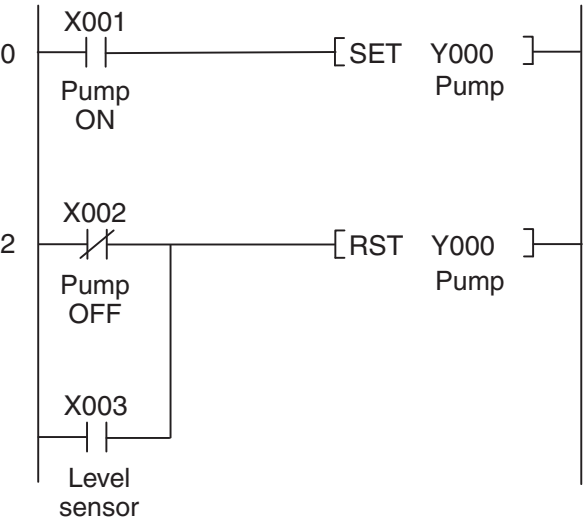 X001
0 SET Y000
Pump ON Pump
X002
2 RST Y000
Pump OFF Pump
X003
Level sensor